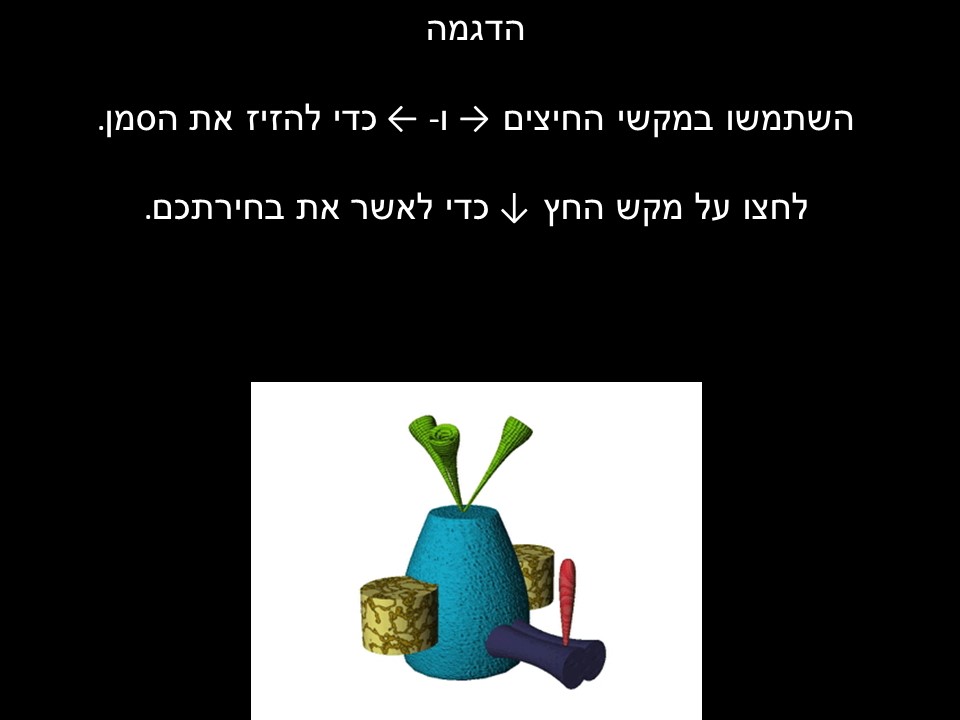 הדגמה
השתמשו במקשי החיצים → ו- ← כדי להזיז את הסמן.
לחצו על מקש החץ ↓ כדי לאשר את בחירתכם.